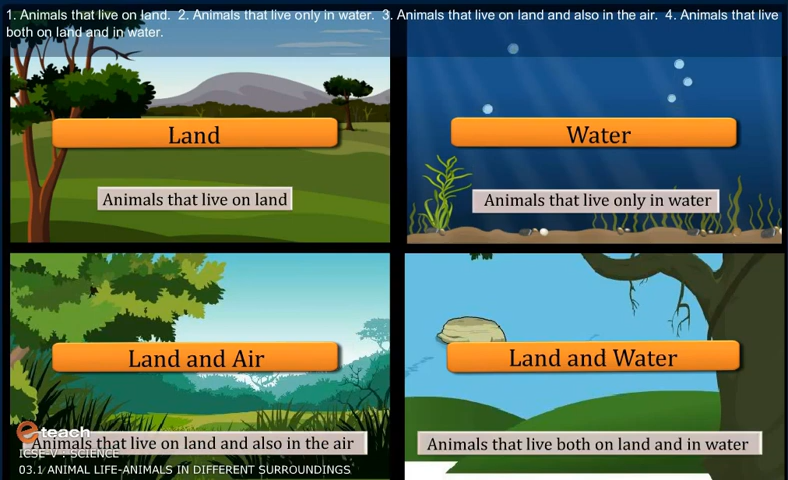 1. Animals that live on land.  2. Animals that live only in water.  3. Animals that live on land and also in the air.  4. Animals that live
both on land and in water.
Land
Water
Animals that live on land
Animals that live only in water
Land and Air
Land and Water
eteach
Animals that live on land and also in the air
Animals that live both on land and in water
ICSE-V : SCIENCE
03.1 ANIMAL LIFE-ANIMALS IN DIFFERENT SURROUNDINGS